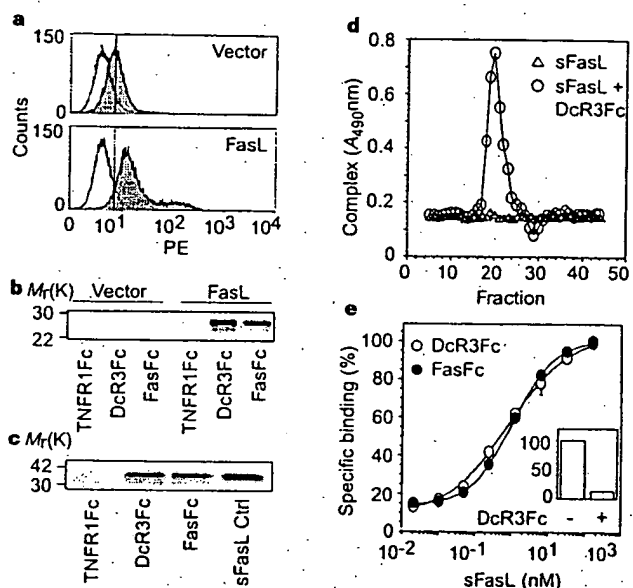 a
150
Vector
0
150
FasL
0
0 10¹ 10² 10³ 10⁴
PE
Counts
b Mr(K) Vector FasL
30
22
TNFR1Fc
DcR3Fc
FasFc
TNFR1Fc
DcR3Fc
FasFc
c Mr(K)
42
30
TNFR1Fc
DcR3Fc
FasFc
sFasL Ctrl
d
0.8
0.6
0.4
0.2
0
Complex (A490nm)
sFasL
sFasL +
DcR3Fc
0 10 20 30 40 50
Fraction
e
100
80
60
40
20
0
Specific binding (%)
DcR3Fc
FasFc
100
50
0
DcR3Fc - +
10⁻² 10⁻¹ 10⁰ 10¹ 10² 10³
sFasL (nM)